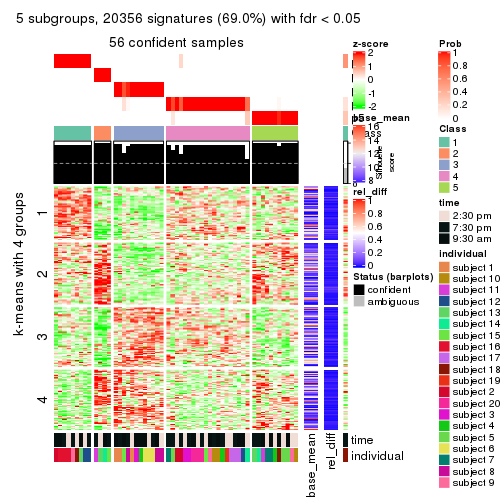 5 subgroups, 20356 signatures (69.0%) with fdr < 0.05
56 confident samples
k-means with 4 groups
1
2
3
4
z-score
2
1
0
-1
-2
base_mean
16
14
10
8
Silhouette
score
rel_diff
1
0.8
0.6
0.4
0.2
0
Status (barplots)
confident
ambiguous
time
individual
base_mean
rel_diff
Prob
1
0.8
0.6
0.4
0.2
0
Class
1
2
3
4
5
time
2:30 pm
7:30 pm
9:30 am
Individual
subject 1
subject 10
subject 11
subject 12
subject 13
subject 14
subject 15
subject 16
subject 17
subject 18
subject 19
subject 2
subject 20
subject 3
subject 4
subject 5
subject 6
subject 7
subject 8
subject 9